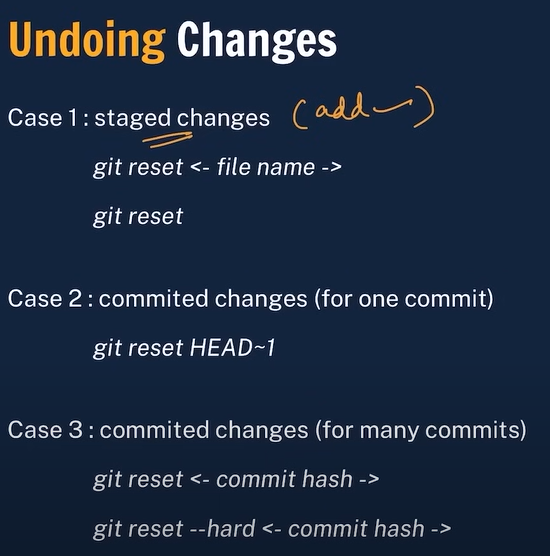 Undoing Changes
Case 1 : staged changes (add)
git reset <- file name ->
git reset
Case 2 : commited changes (for one commit)
git reset HEAD~1
Case 3 : commited changes (for many commits)
git reset <- commit hash ->
git reset --hard <- commit hash ->